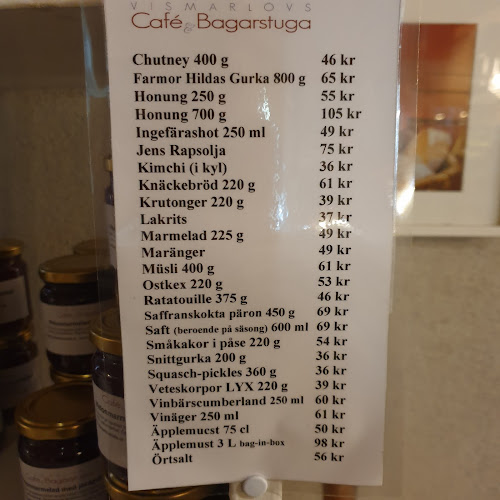 VISMARLOVS
Café & Bagarstuga
Chutney 400 g 46 kr
Farmor Hildas Gurka 800 g 65 kr
Honung 250 g 55 kr
Honung 700 g 105 kr
Ingefärashot 250 ml 49 kr
Jens Rapsolja 75 kr
Kimchi (i kyl) 36 kr
Knäckebröd 220 g 61 kr
Krutonger 220 g 39 kr
Lakrits 37 kr
Marmelad 225 g 49 kr
Maränger 49 kr
Müsli 400 g 61 kr
Ostkex 220 g 53 kr
Ratatouille 375 g 46 kr
Saffranskokta päron 450 g 69 kr
Saft (beroende på säsong) 600 ml 69 kr
Småkakor i påse 220 g 54 kr
Snittgurka 200 g 36 kr
Squasch-pickles 360 g 36 kr
Veteskorpor LYX 220 g 39 kr
Vinbärscumberland 250 ml 60 kr
Vinäger 250 ml 61 kr
Äpplemust 75 cl 50 kr
Äpplemust 3 L bag-in-box 98 kr
Örtsalt 56 kr